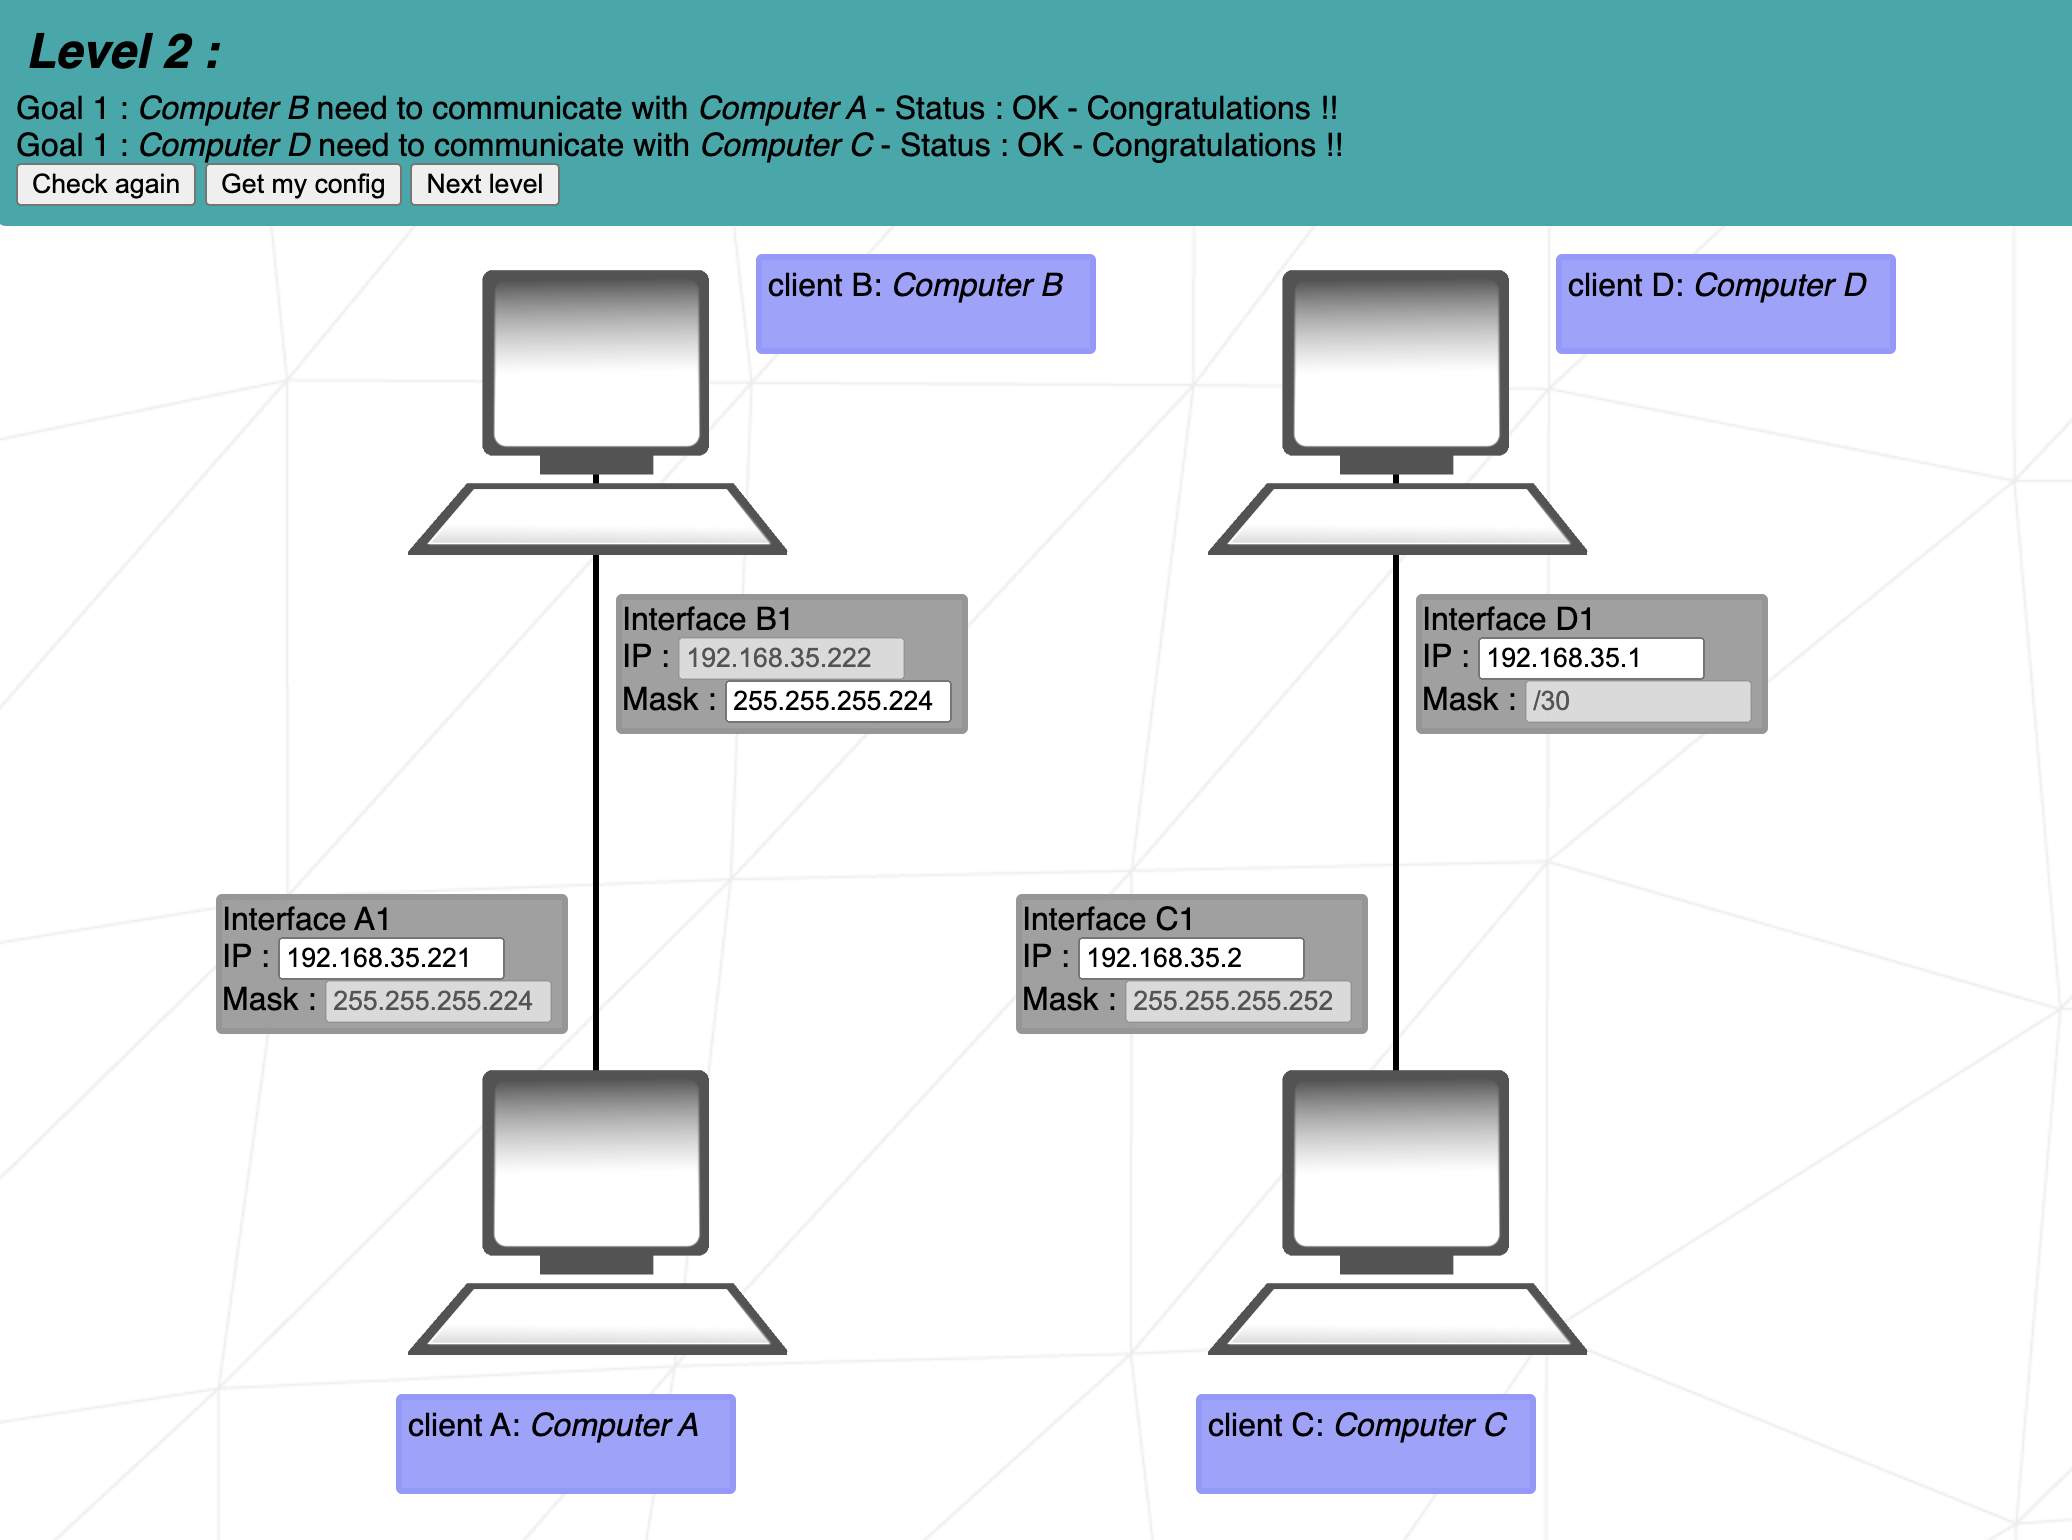 Level 2 :
Goal 1 : Computer B need to communicate with Computer A - Status : OK - Congratulations !!
Goal 1 : Computer D need to communicate with Computer C - Status : OK - Congratulations !!
Check again Get my config Next level
client B: Computer B
client D: Computer D
Interface B1
IP : 192.168.35.222
Mask : 255.255.255.224
Interface D1
IP : 192.168.35.1
Mask : /30
Interface A1
IP : 192.168.35.221
Mask : 255.255.255.224
Interface C1
IP : 192.168.35.2
Mask : 255.255.255.252
client A: Computer A
client C: Computer C